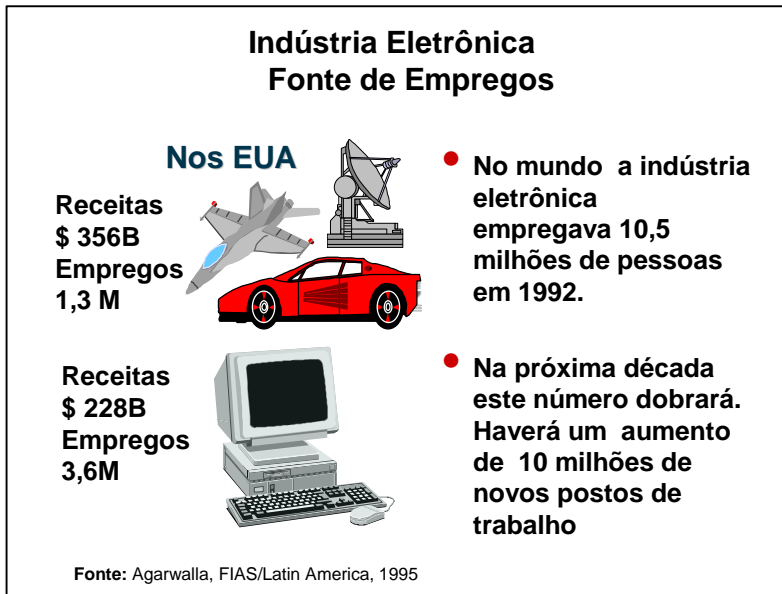 Indústria Eletrônica
Fonte de Empregos
Nos EUA
Receitas
$ 356B
Empregos
1,3 M
Receitas
$ 228B
Empregos
3,6M
• No mundo a indústria
eletrônica
empregava 10,5
milhões de pessoas
em 1992.
• Na próxima década
este número dobrará.
Haverá um aumento
de 10 milhões de
novos postos de
trabalho
Fonte: Agarwalla, FIAS/Latin America, 1995